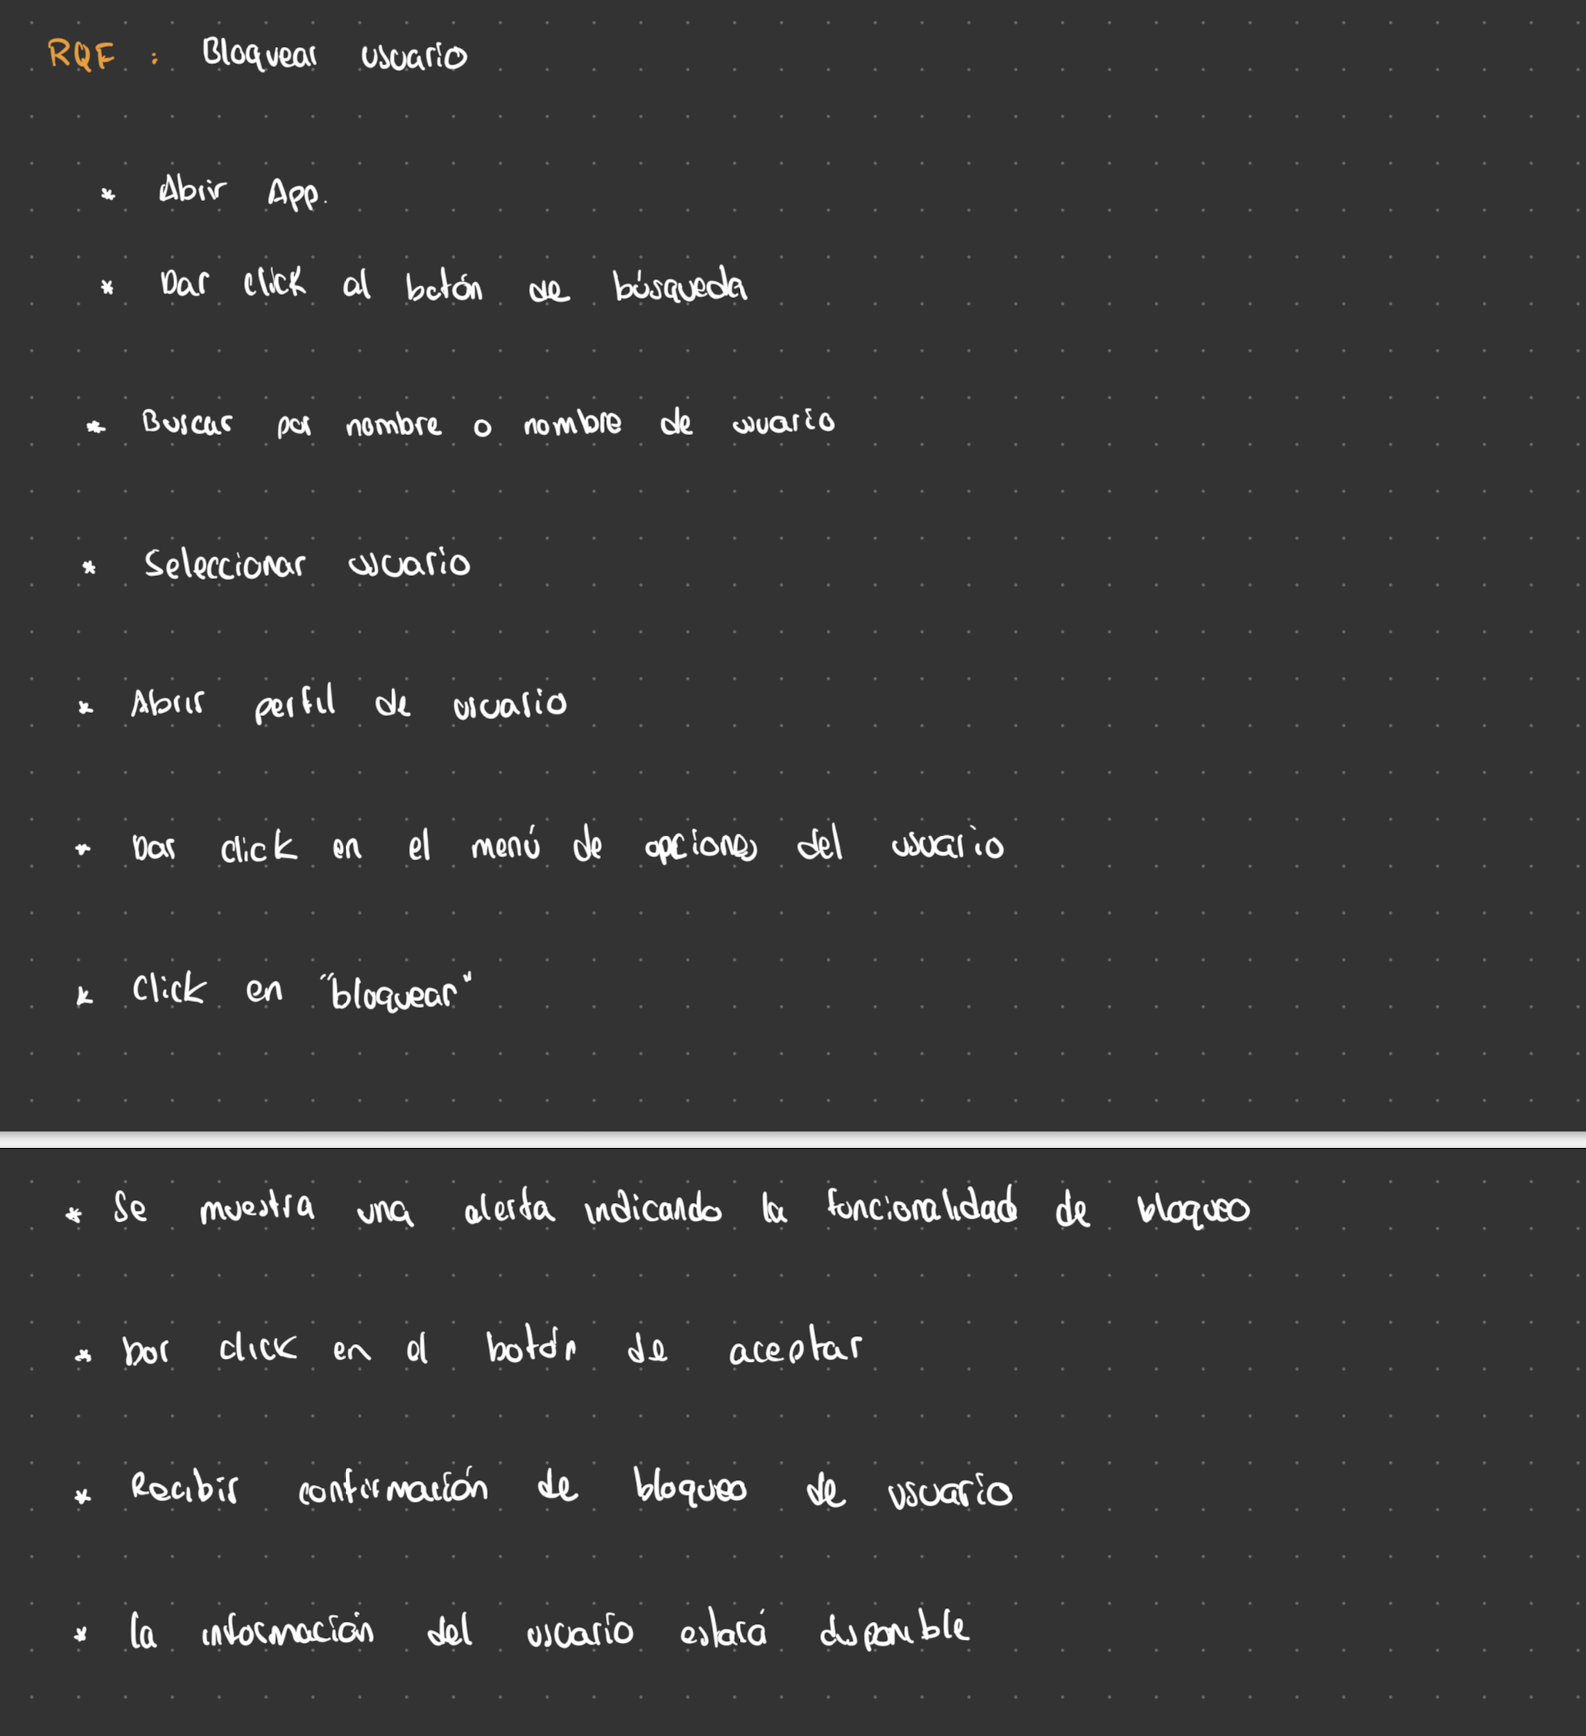 RQF : Bloquear usuario
* Abrir App.
* Dar click al botón de búsqueda
* Buscar por nombre o nombre de usuario
* Seleccionar usuario
* Abrir perfil de usuario
* Dar click en el menú de opciones del usuario
* Click en "bloquear"
* Se muestra una alerta indicando la funcionalidad de bloqueo
* Dar click en el botón de aceptar
* Recibir confirmación de bloqueo de usuario
* La información del usuario estará disponible